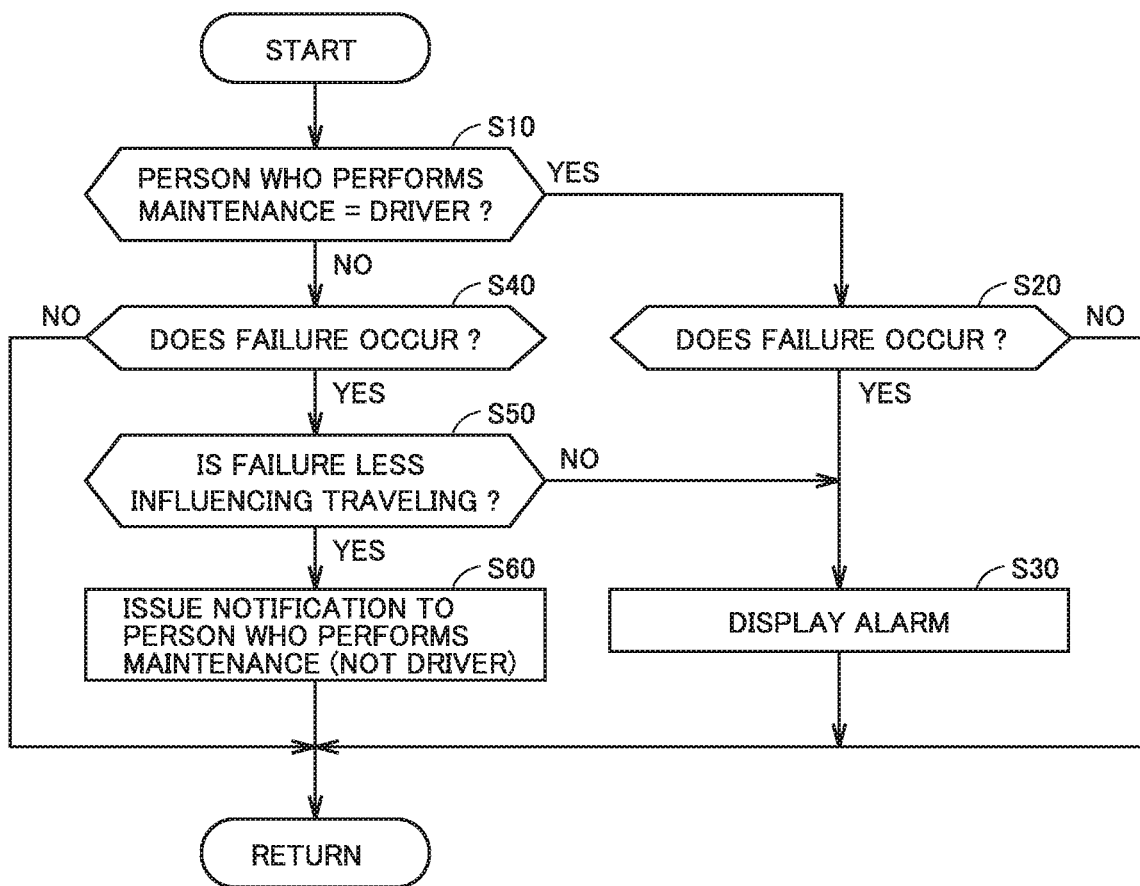 START
S10
PERSON WHO PERFORMS
MAINTENANCE = DRIVER ?
YES
NO
S40
NO
DOES FAILURE OCCUR ?
S20
NO
DOES FAILURE OCCUR ?
YES
YES
S50
IS FAILURE LESS
INFLUENCING TRAVELING ?
NO
YES
S60
ISSUE NOTIFICATION TO
PERSON WHO PERFORMS
MAINTENANCE (NOT DRIVER)
S30
DISPLAY ALARM
RETURN